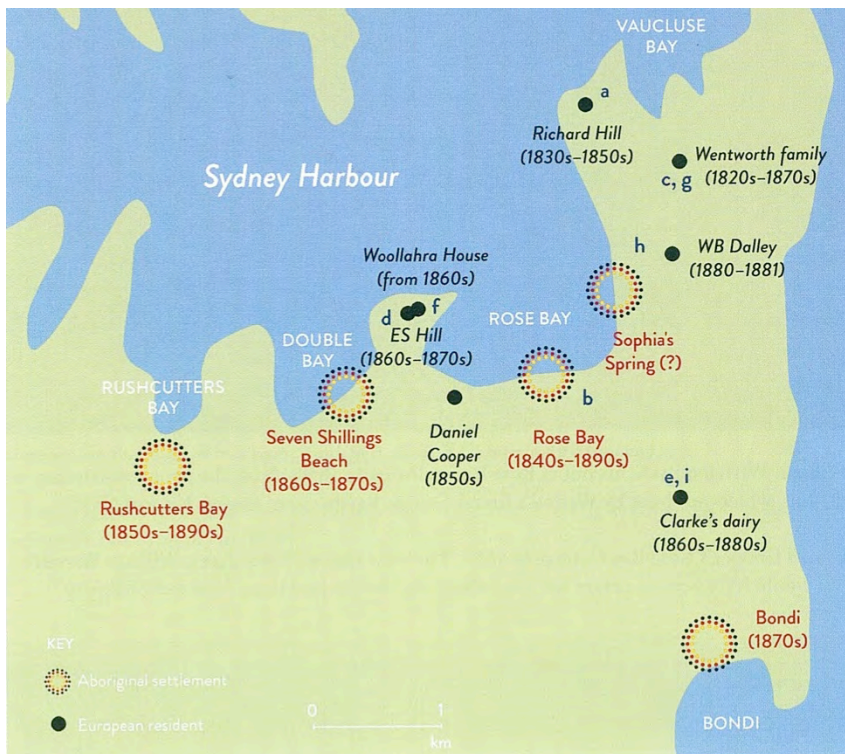 VAUCLUSE
BAY
a
Richard Hill
(1830s–1850s)
Wentworth family
(1820s–1870s)
c, g
Sydney Harbour
h
WB Dalley
(1880–1881)
Woollahra House
(from 1860s)
d
f
ES Hill
(1860s–1870s)
ROSE BAY
DOUBLE
BAY
Sophia's
Spring (?)
RUSHCUTTERS
BAY
b
Seven Shillings
Beach
(1860s–1870s)
Daniel
Cooper
(1850s)
Rose Bay
(1840s–1890s)
Rushcutters Bay
(1850s–1890s)
e, i
Clarke's dairy
(1860s–1880s)
Bondi
(1870s)
KEY
Aboriginal settlement
European resident
0
1
km
BONDI